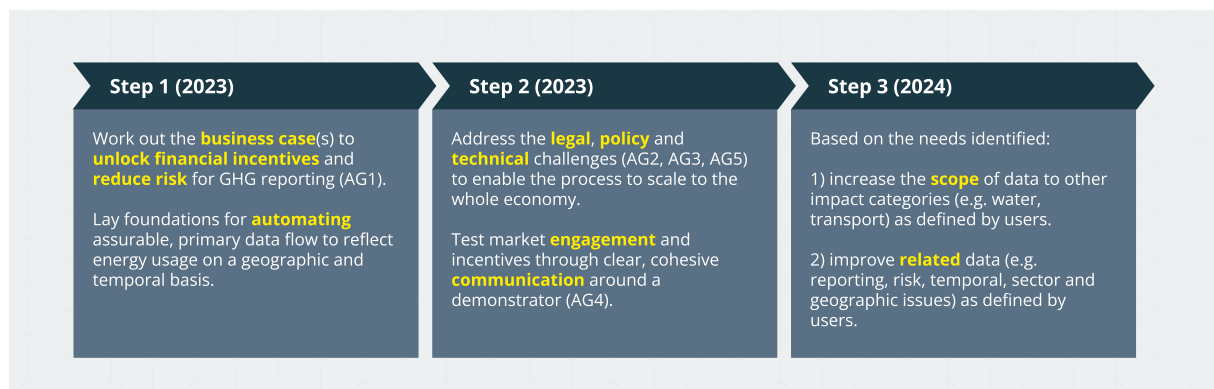 Step 1 (2023)
Work out the business case(s) to
unlock financial incentives and
reduce risk for GHG reporting (AG1).
Lay foundations for automating
assurable, primary data flow to reflect
energy usage on a geographic and
temporal basis.
Step 2 (2023)
Address the legal, policy and
technical challenges (AG2, AG3, AG5)
to enable the process to scale to the
whole economy.
Test market engagement and
incentives through clear, cohesive
communication around a
demonstrator (AG4).
Step 3 (2024)
Based on the needs identified:
1) increase the scope of data to other
impact categories (e.g. water,
transport) as defined by users.
2) improve related data (e.g.
reporting, risk, temporal, sector and
geographic issues) as defined by
users.